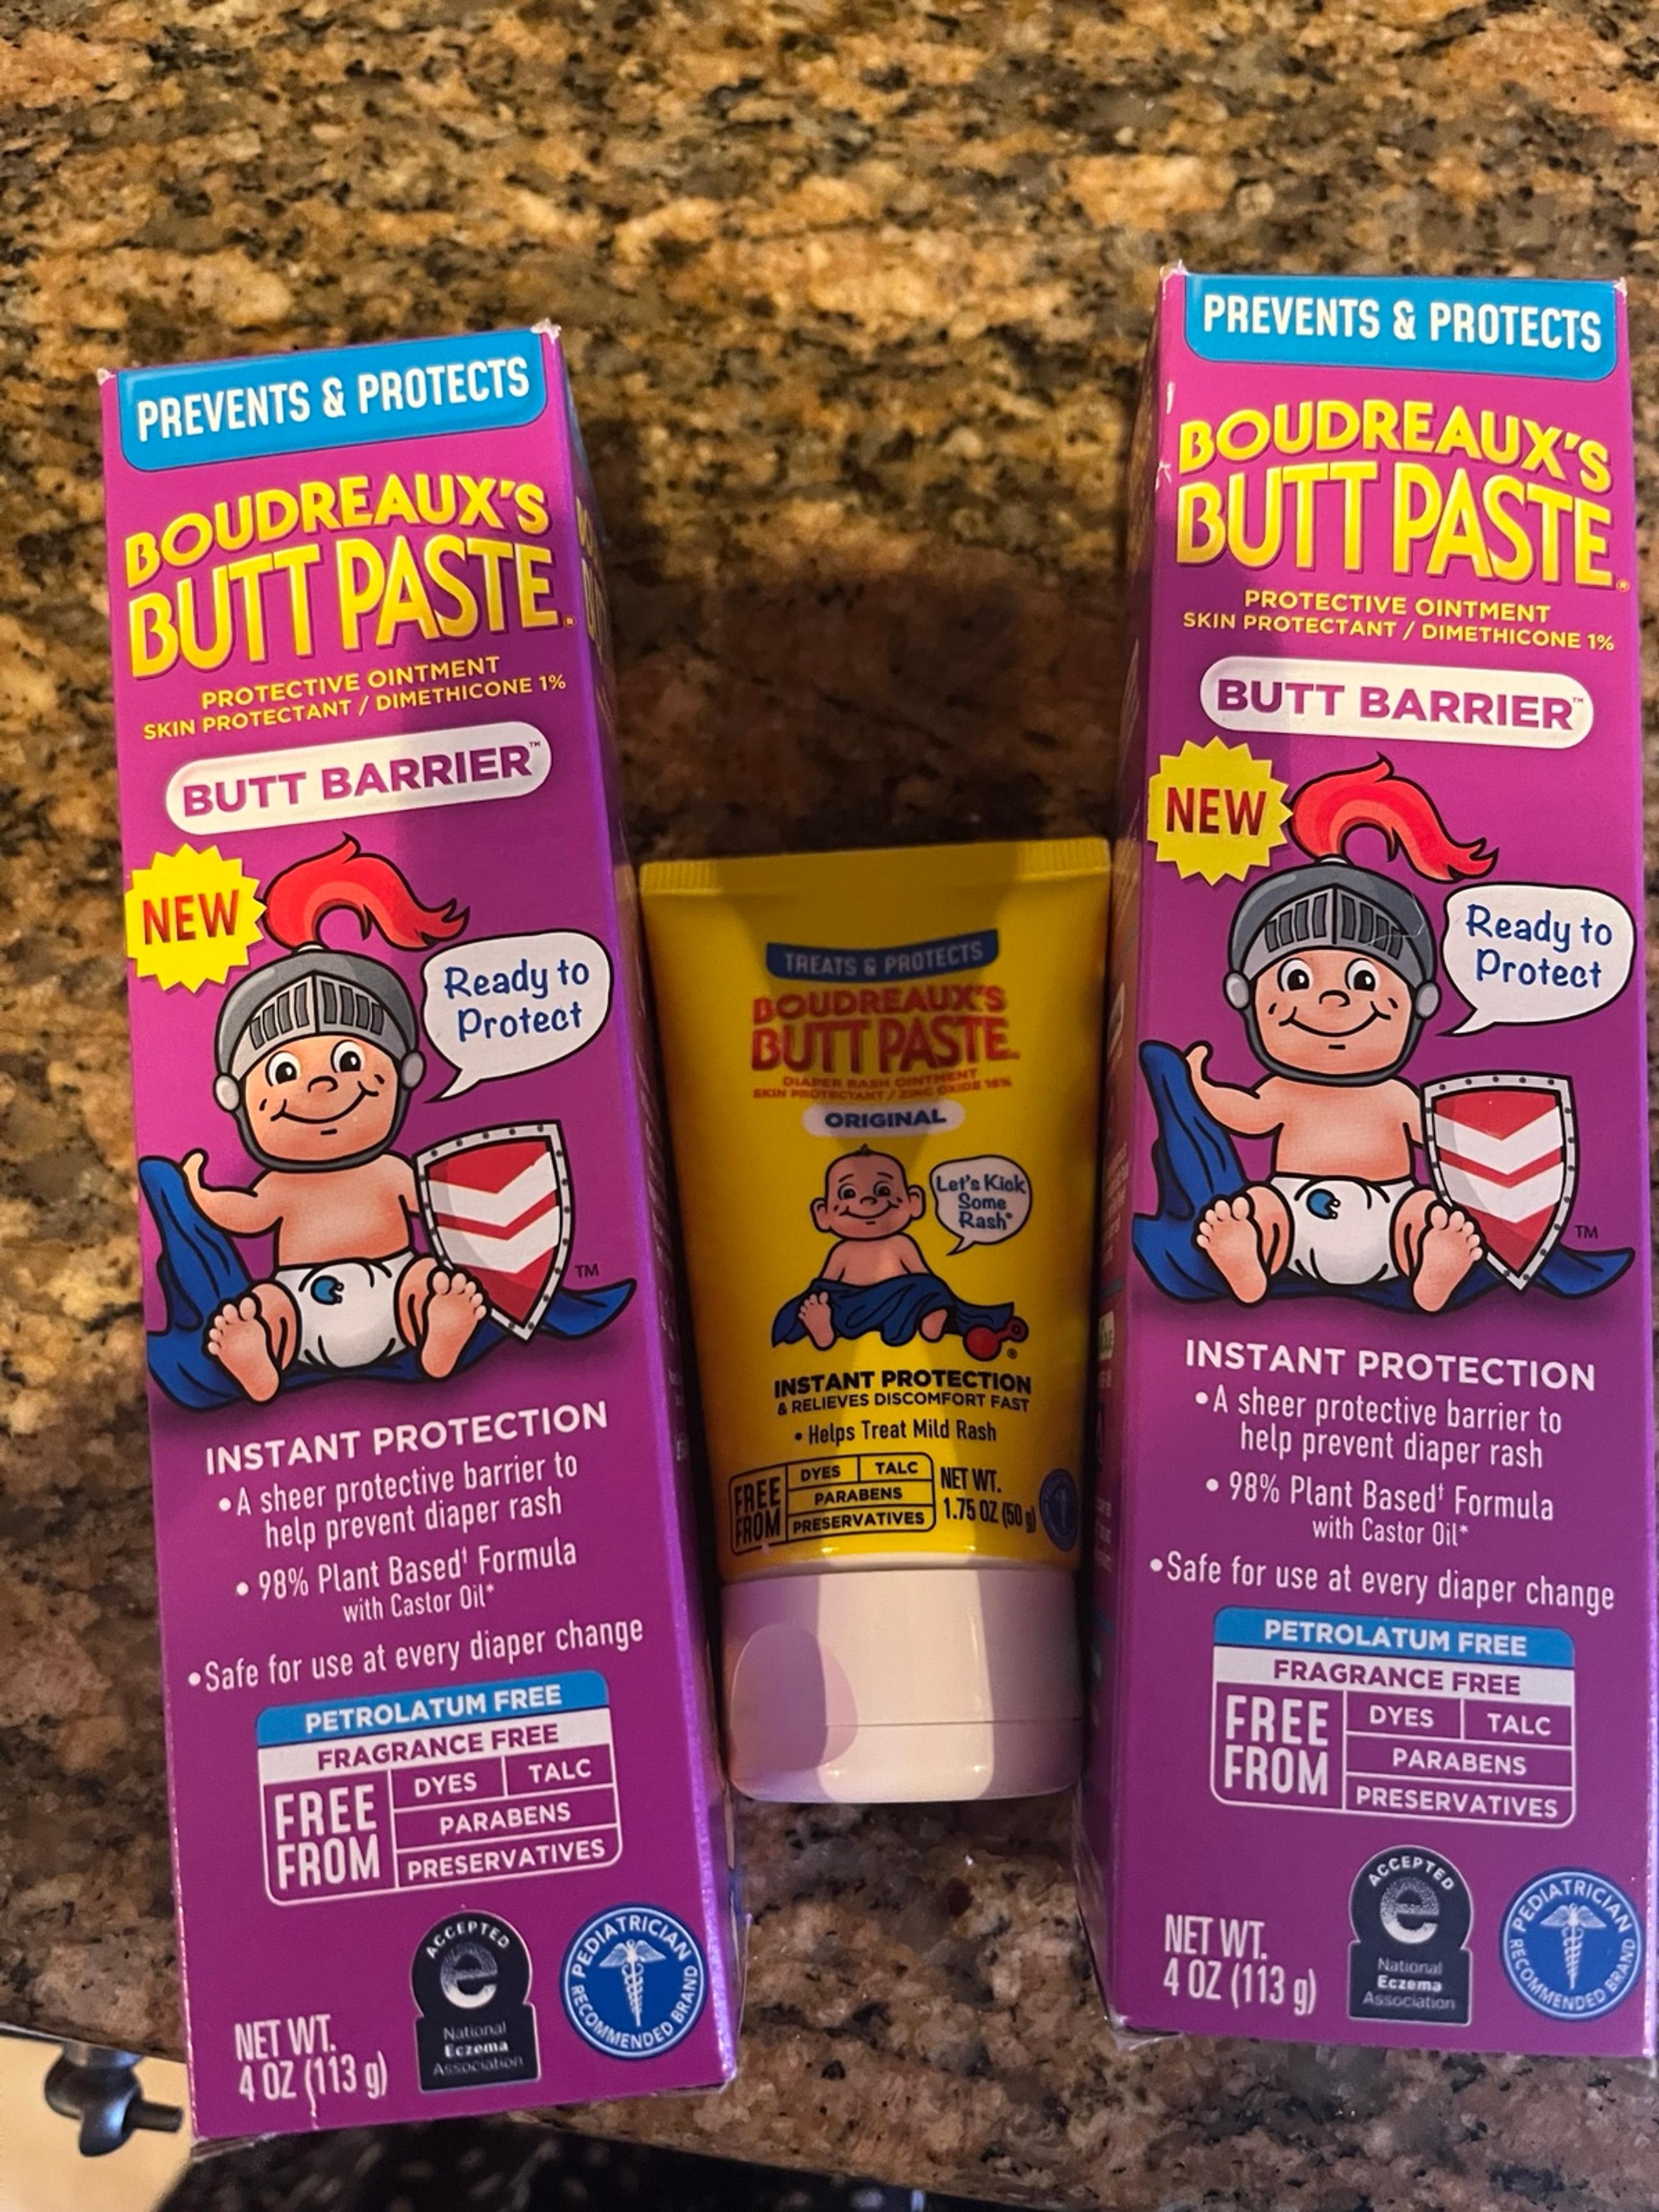 PREVENTS & PROTECTS
BOUDREAUX'S
BUTT PASTE®
PROTECTIVE OINTMENT
SKIN PROTECTANT / DIMETHICONE 1%
BUTT BARRIER™
NEW
Ready to
Protect
TM
INSTANT PROTECTION
• A sheer protective barrier to
help prevent diaper rash
• 98% Plant Based† Formula
with Castor Oil*
• Safe for use at every diaper change
PETROLATUM FREE
FRAGRANCE FREE
FREE
FROM
DYES
TALC
PARABENS
PRESERVATIVES
NET WT.
4 OZ (113 g)
ACCEPTED
National
Eczema
Association
PEDIATRICIAN
RECOMMENDED BRAND
TREATS & PROTECTS
BOUDREAUX'S
BUTT PASTE®
DIAPER RASH OINTMENT
SKIN PROTECTANT / ZINC OXIDE 16%
ORIGINAL
Let's Kick
Some
Rash®
®
INSTANT PROTECTION
& RELIEVES DISCOMFORT FAST
• Helps Treat Mild Rash
FREE
FROM
DYES
TALC
PARABENS
PRESERVATIVES
NET WT.
1.75 OZ (50 g)
PREVENTS & PROTECTS
BOUDREAUX'S
BUTT PASTE®
PROTECTIVE OINTMENT
SKIN PROTECTANT / DIMETHICONE 1%
BUTT BARRIER™
NEW
Ready to
Protect
TM
INSTANT PROTECTION
• A sheer protective barrier to
help prevent diaper rash
• 98% Plant Based† Formula
with Castor Oil*
• Safe for use at every diaper change
PETROLATUM FREE
FRAGRANCE FREE
FREE
FROM
DYES
TALC
PARABENS
PRESERVATIVES
NET WT.
4 OZ (113 g)
ACCEPTED
National
Eczema
Association
PEDIATRICIAN
RECOMMENDED BRAND